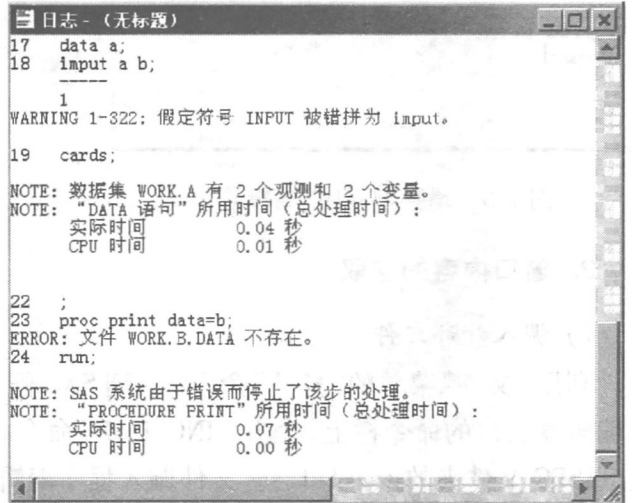 日志 - (无标题)
17 data a;
18 imput a b;
-----
1
WARNING 1-322: 假定符号 INPUT 被错拼为 imput。
19 cards;
NOTE: 数据集 WORK.A 有 2 个观测和 2 个变量。
NOTE: “DATA 语句”所用时间（总处理时间）:
实际时间 0.04 秒
CPU 时间 0.01 秒
22 ;
23 proc print data=b;
ERROR: 文件 WORK.B.DATA 不存在。
24 run;
NOTE: SAS 系统由于错误而停止了该步的处理。
NOTE: “PROCEDURE PRINT”所用时间（总处理时间）:
实际时间 0.07 秒
CPU 时间 0.00 秒